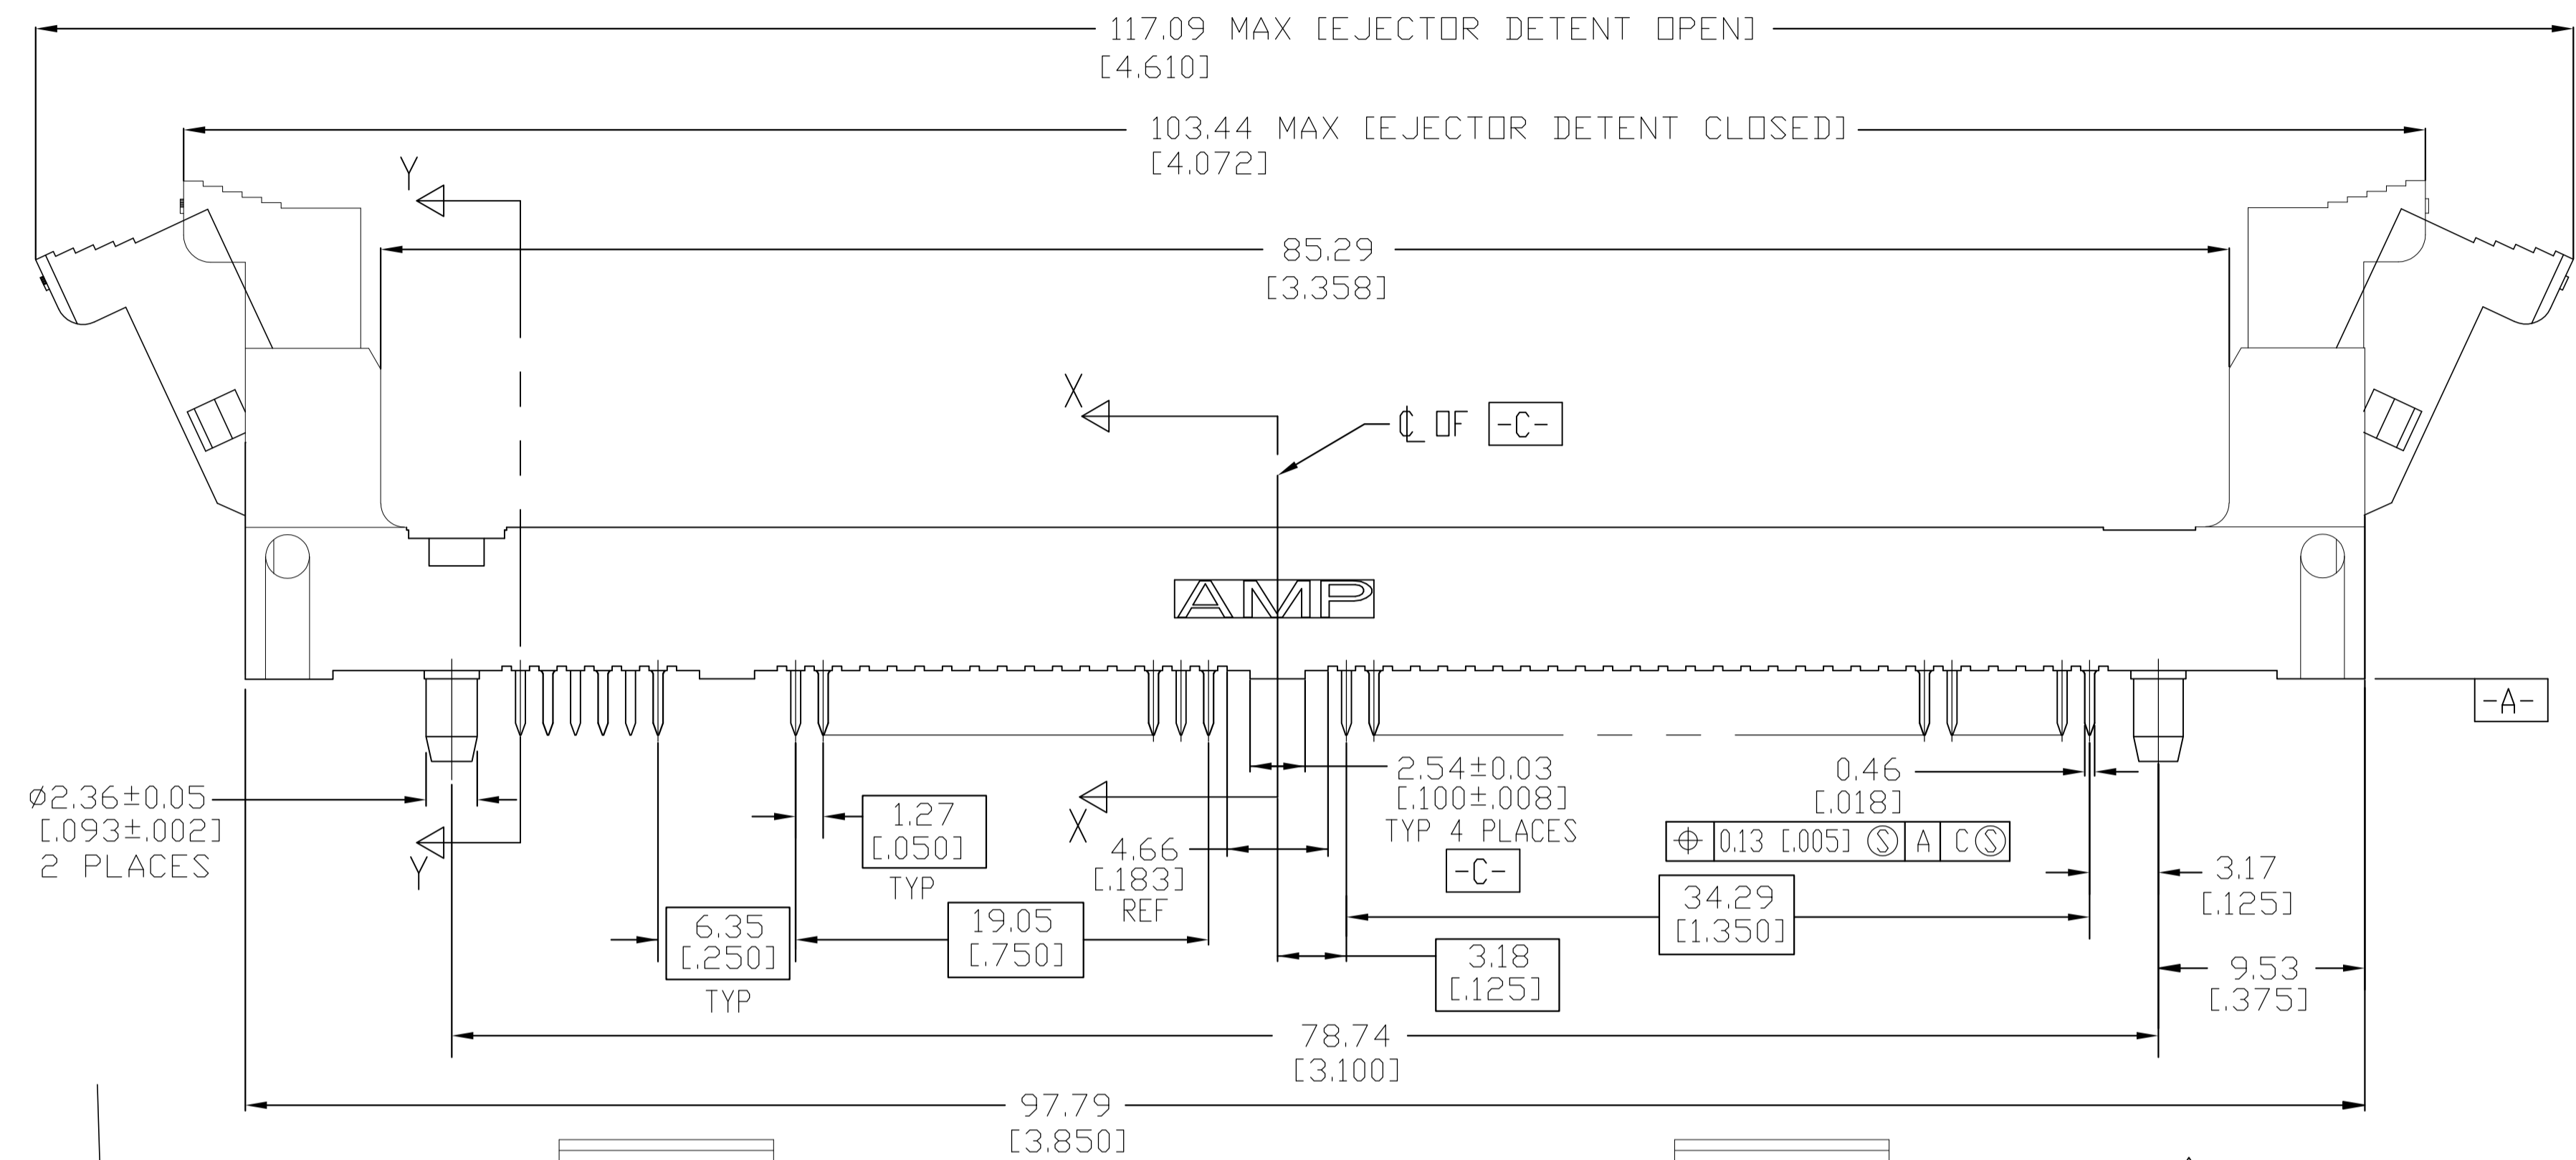 117.09 MAX [EJECTOR DETENT OPEN]
[4.610]
103.44 MAX [EJECTOR DETENT CLOSED]
[4.072]
Y
85.29
[3.358]
X
℄ OF -C-
AMP
-A-
Ø2.36±0.05
[.093±.002]
2 PLACES
Y
1.27
[.050]
TYP
X
4.66
[.183]
REF
2.54±0.03
[.100±.008]
TYP 4 PLACES
-C-
0.46
[.018]
⌖ 0.13 [.005] Ⓢ A C Ⓢ
3.17
[.125]
34.29
[1.350]
6.35
[.250]
TYP
19.05
[.750]
3.18
[.125]
9.53
[.375]
78.74
[3.100]
97.79
[3.850]